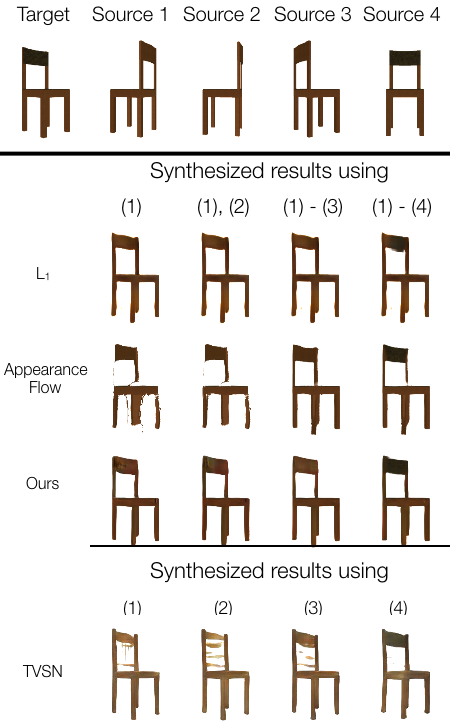 Target Source 1 Source 2 Source 3 Source 4
Synthesized results using
(1) (1), (2) (1) - (3) (1) - (4)
L₁
Appearance
Flow
Ours
Synthesized results using
(1) (2) (3) (4)
TVSN